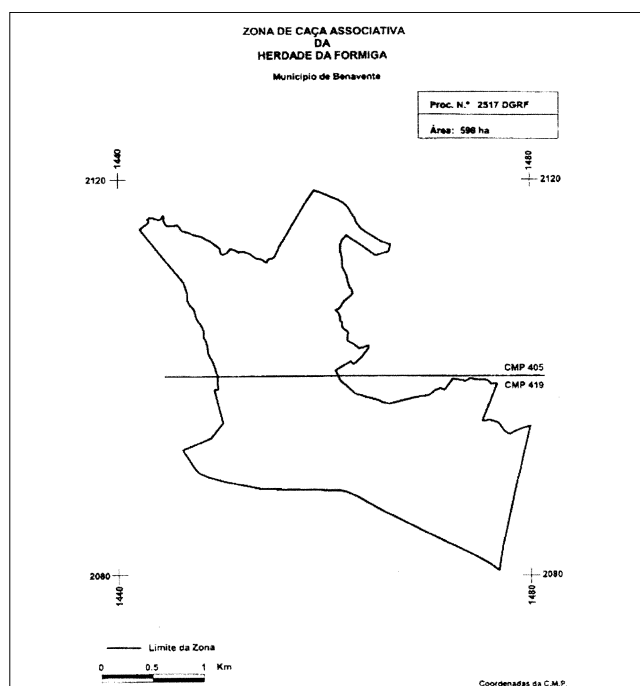 ZONA DE CAÇA ASSOCIATIVA
DA
HERDADE DA FORMIGA
Município de Benavente
Proc. N.º 2517 DGRF
Área: 598 ha
1440
2120
1480
2120
CMP 405
CMP 419
2080
1440
2080
1480
Limite da Zona
0 0.5 1 Km
Coordenadas da C.M.P.